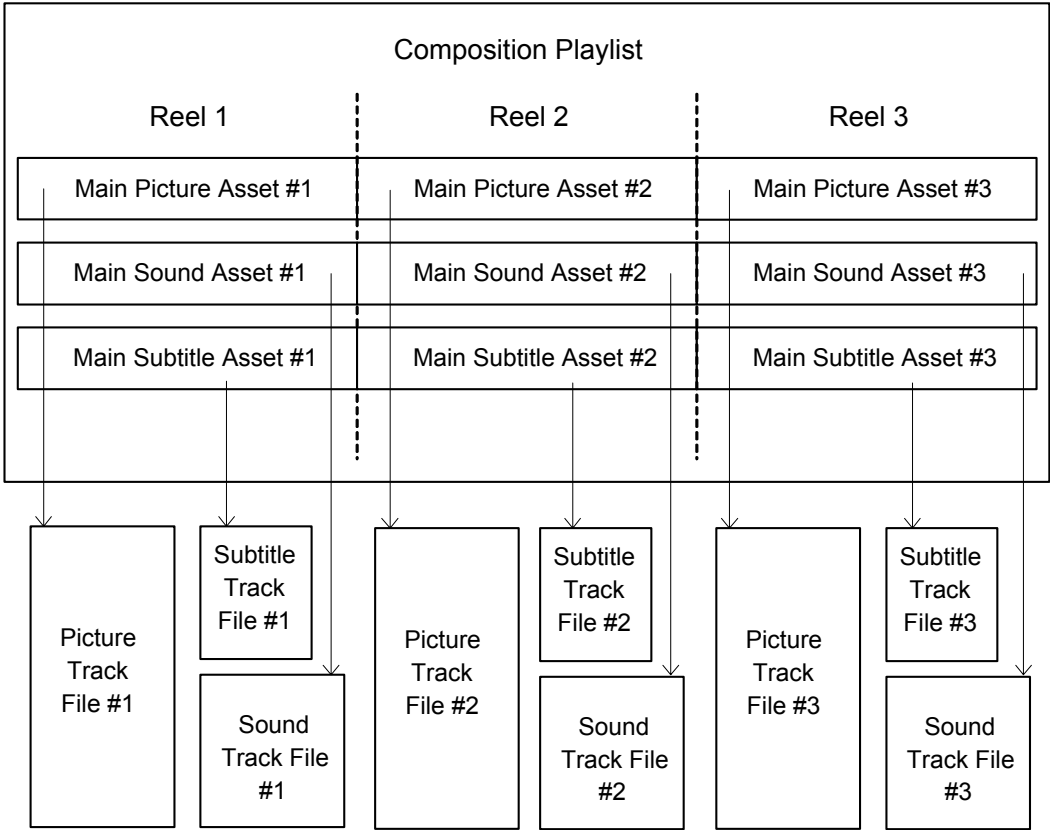 Composition Playlist
Reel 1
Reel 2
Reel 3
Main Picture Asset #1
Main Picture Asset #2
Main Picture Asset #3
Main Sound Asset #1
Main Sound Asset #2
Main Sound Asset #3
Main Subtitle Asset #1
Main Subtitle Asset #2
Main Subtitle Asset #3
Picture
Track
File #1
Subtitle
Track
File #1
Sound
Track File
#1
Picture
Track
File #2
Subtitle
Track
File #2
Sound
Track File
#2
Picture
Track
File #3
Subtitle
Track
File #3
Sound
Track File
#3